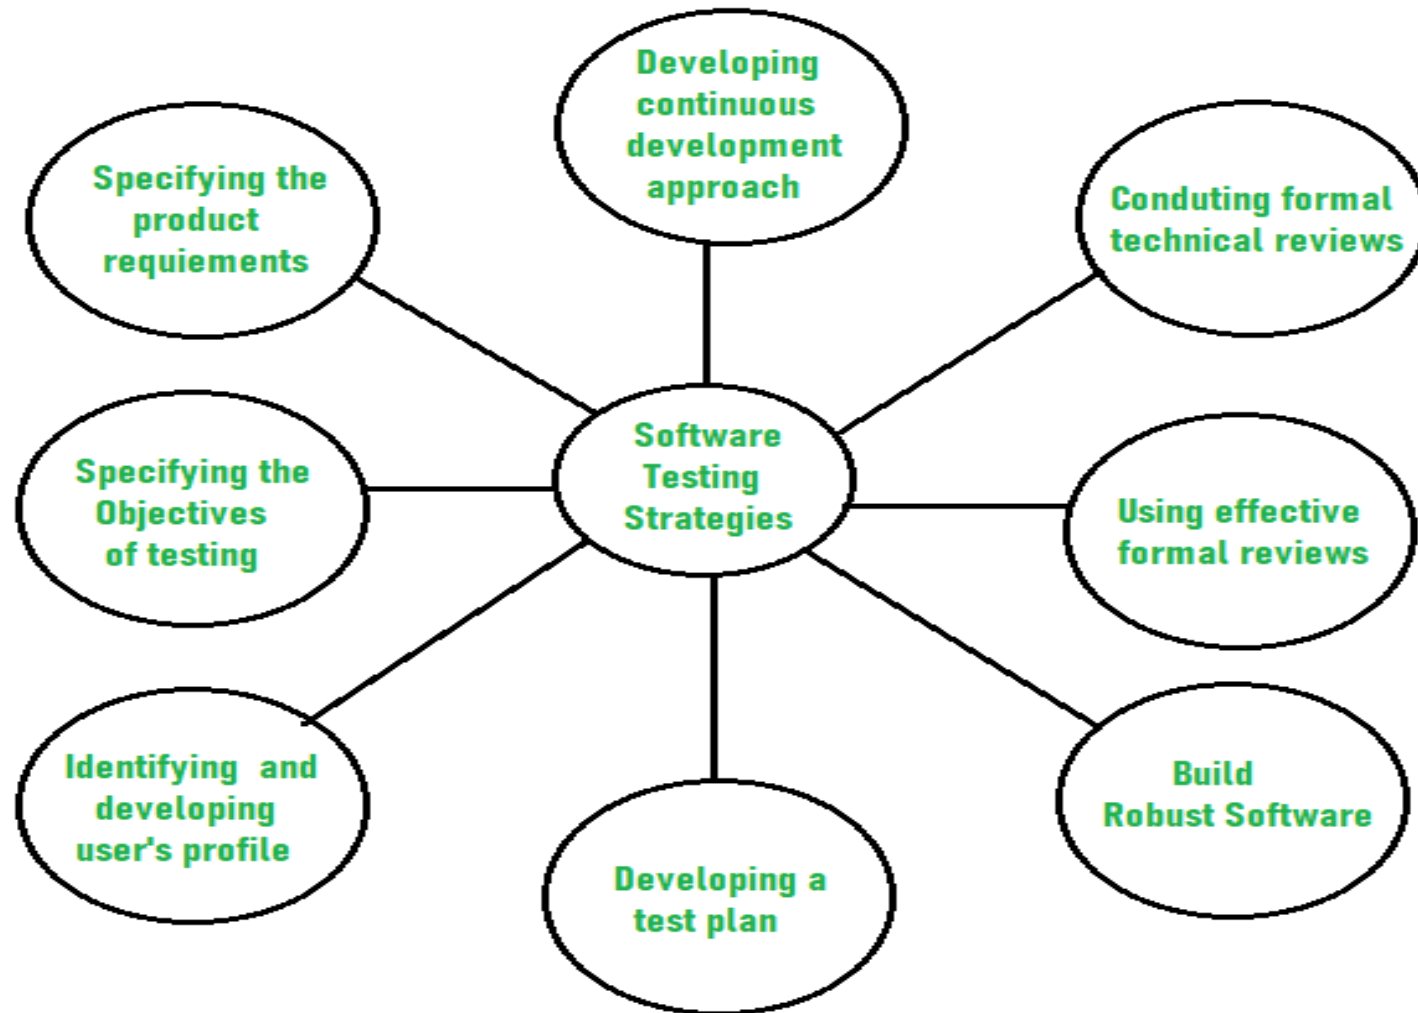 Developing
continuous
development
approach
Specifying the
product
requiements
Conduting formal
technical reviews
Software
Testing
Strategies
Specifying the
Objectives
of testing
Using effective
formal reviews
Identifying and
developing
user's profile
Build
Robust Software
Developing a
test plan